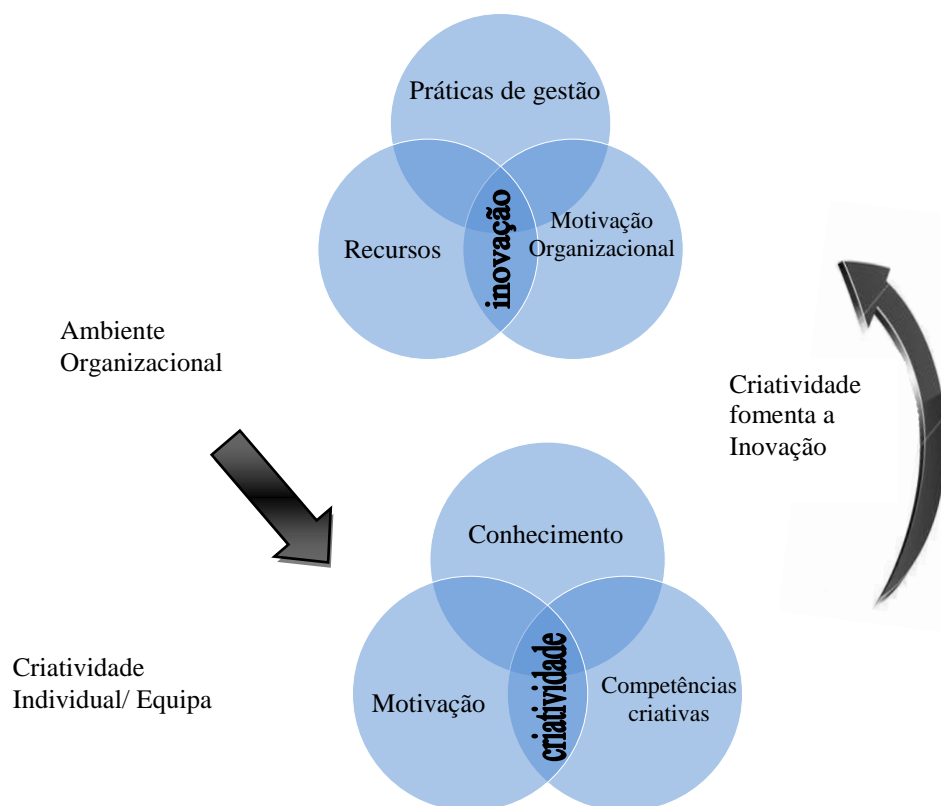 Práticas de gestão
Recursos
inovação
Motivação
Organizacional
Ambiente
Organizacional
Criatividade
fomenta a
Inovação
Conhecimento
Motivação
criatividade
Competências
criativas
Criatividade
Individual/ Equipa